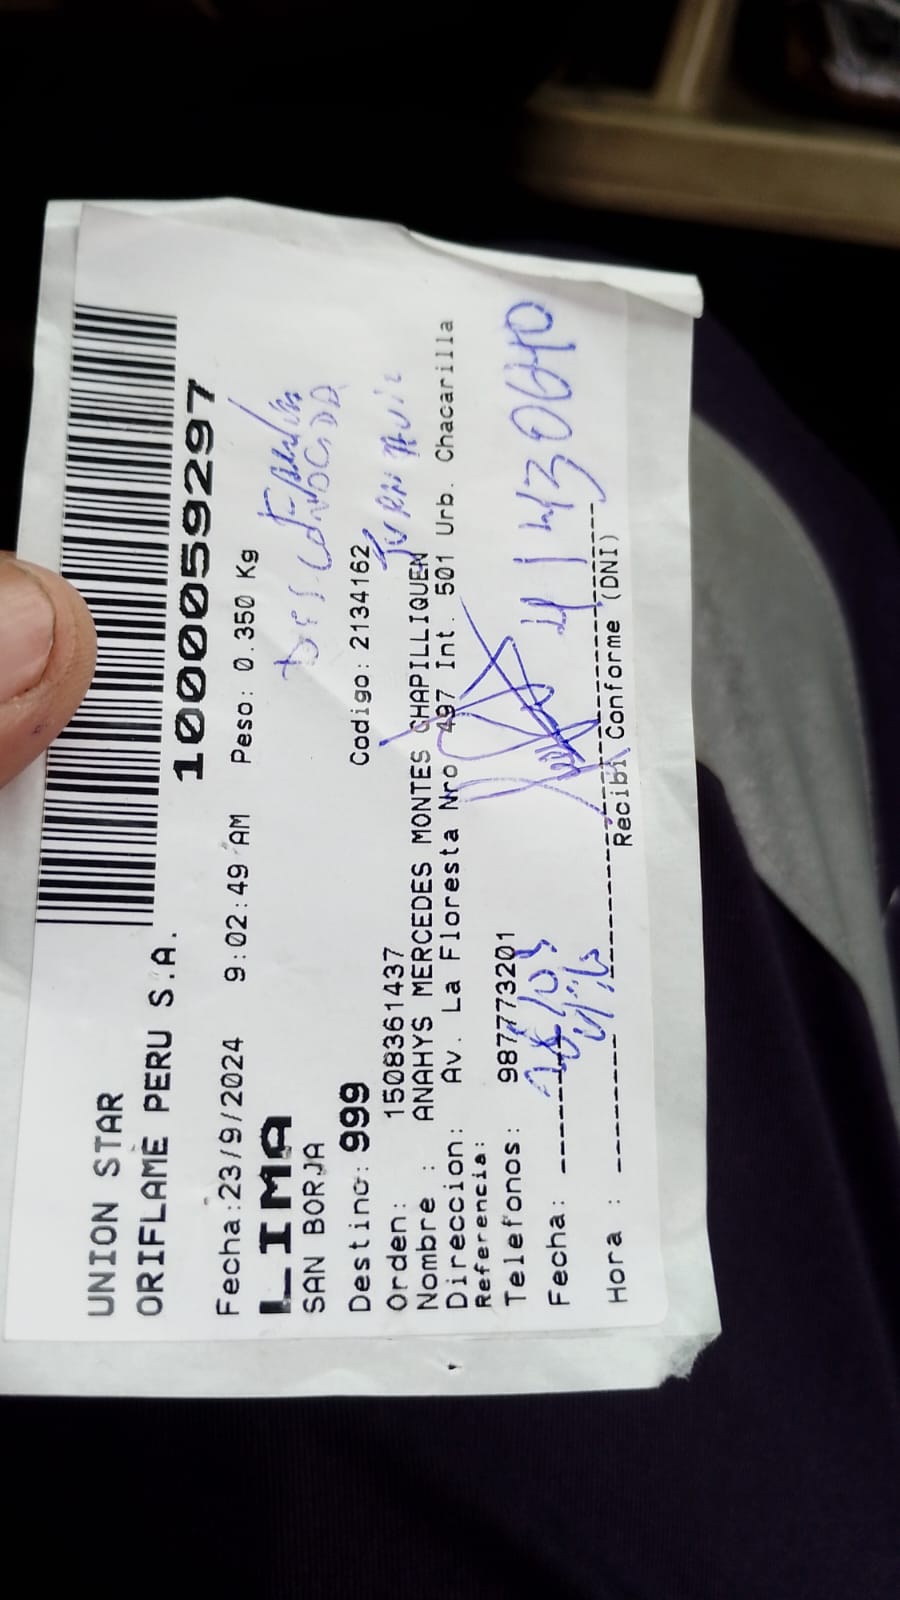 UNION STAR
ORIFLAME PERU S.A.
1000059297
Fecha:23/9/2024 9:02:49 AM Peso: 0.350 Kg
LIMA
SAN BORJA
DESCONOCIDA
Destino: 999 Codigo: 2134162
Orden: 1508361437
Nombre : ANAHYS MERCEDES MONTES CHAPILLIQUEN
Direccion: Av. La Floresta Nro 497 Int. 501 Urb. Chacarilla
Referencia:
Telefonos : 987773201
Fecha:
Hora :
Recibi Conforme (DNI)